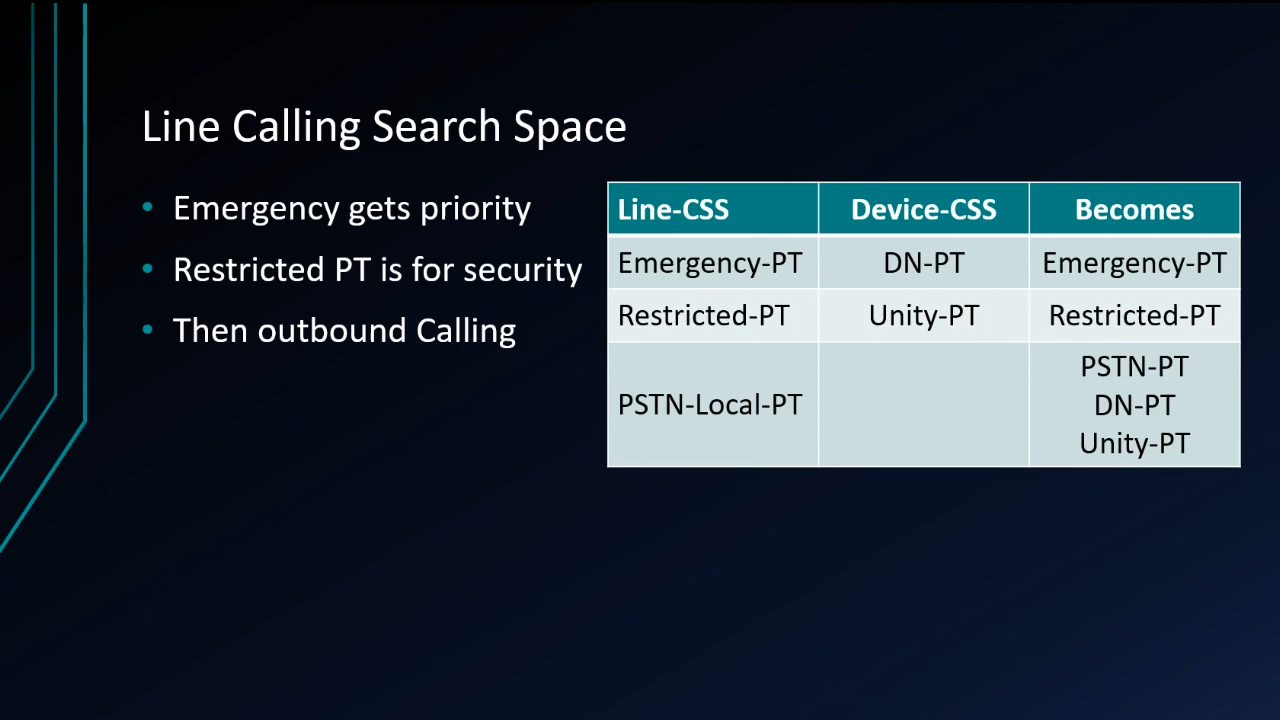 Line Calling Search Space
• Emergency gets priority
• Restricted PT is for security
• Then outbound Calling
Line-CSS Device-CSS Becomes
Emergency-PT DN-PT Emergency-PT
Restricted-PT Unity-PT Restricted-PT
PSTN-Local-PT
PSTN-PT
DN-PT
Unity-PT